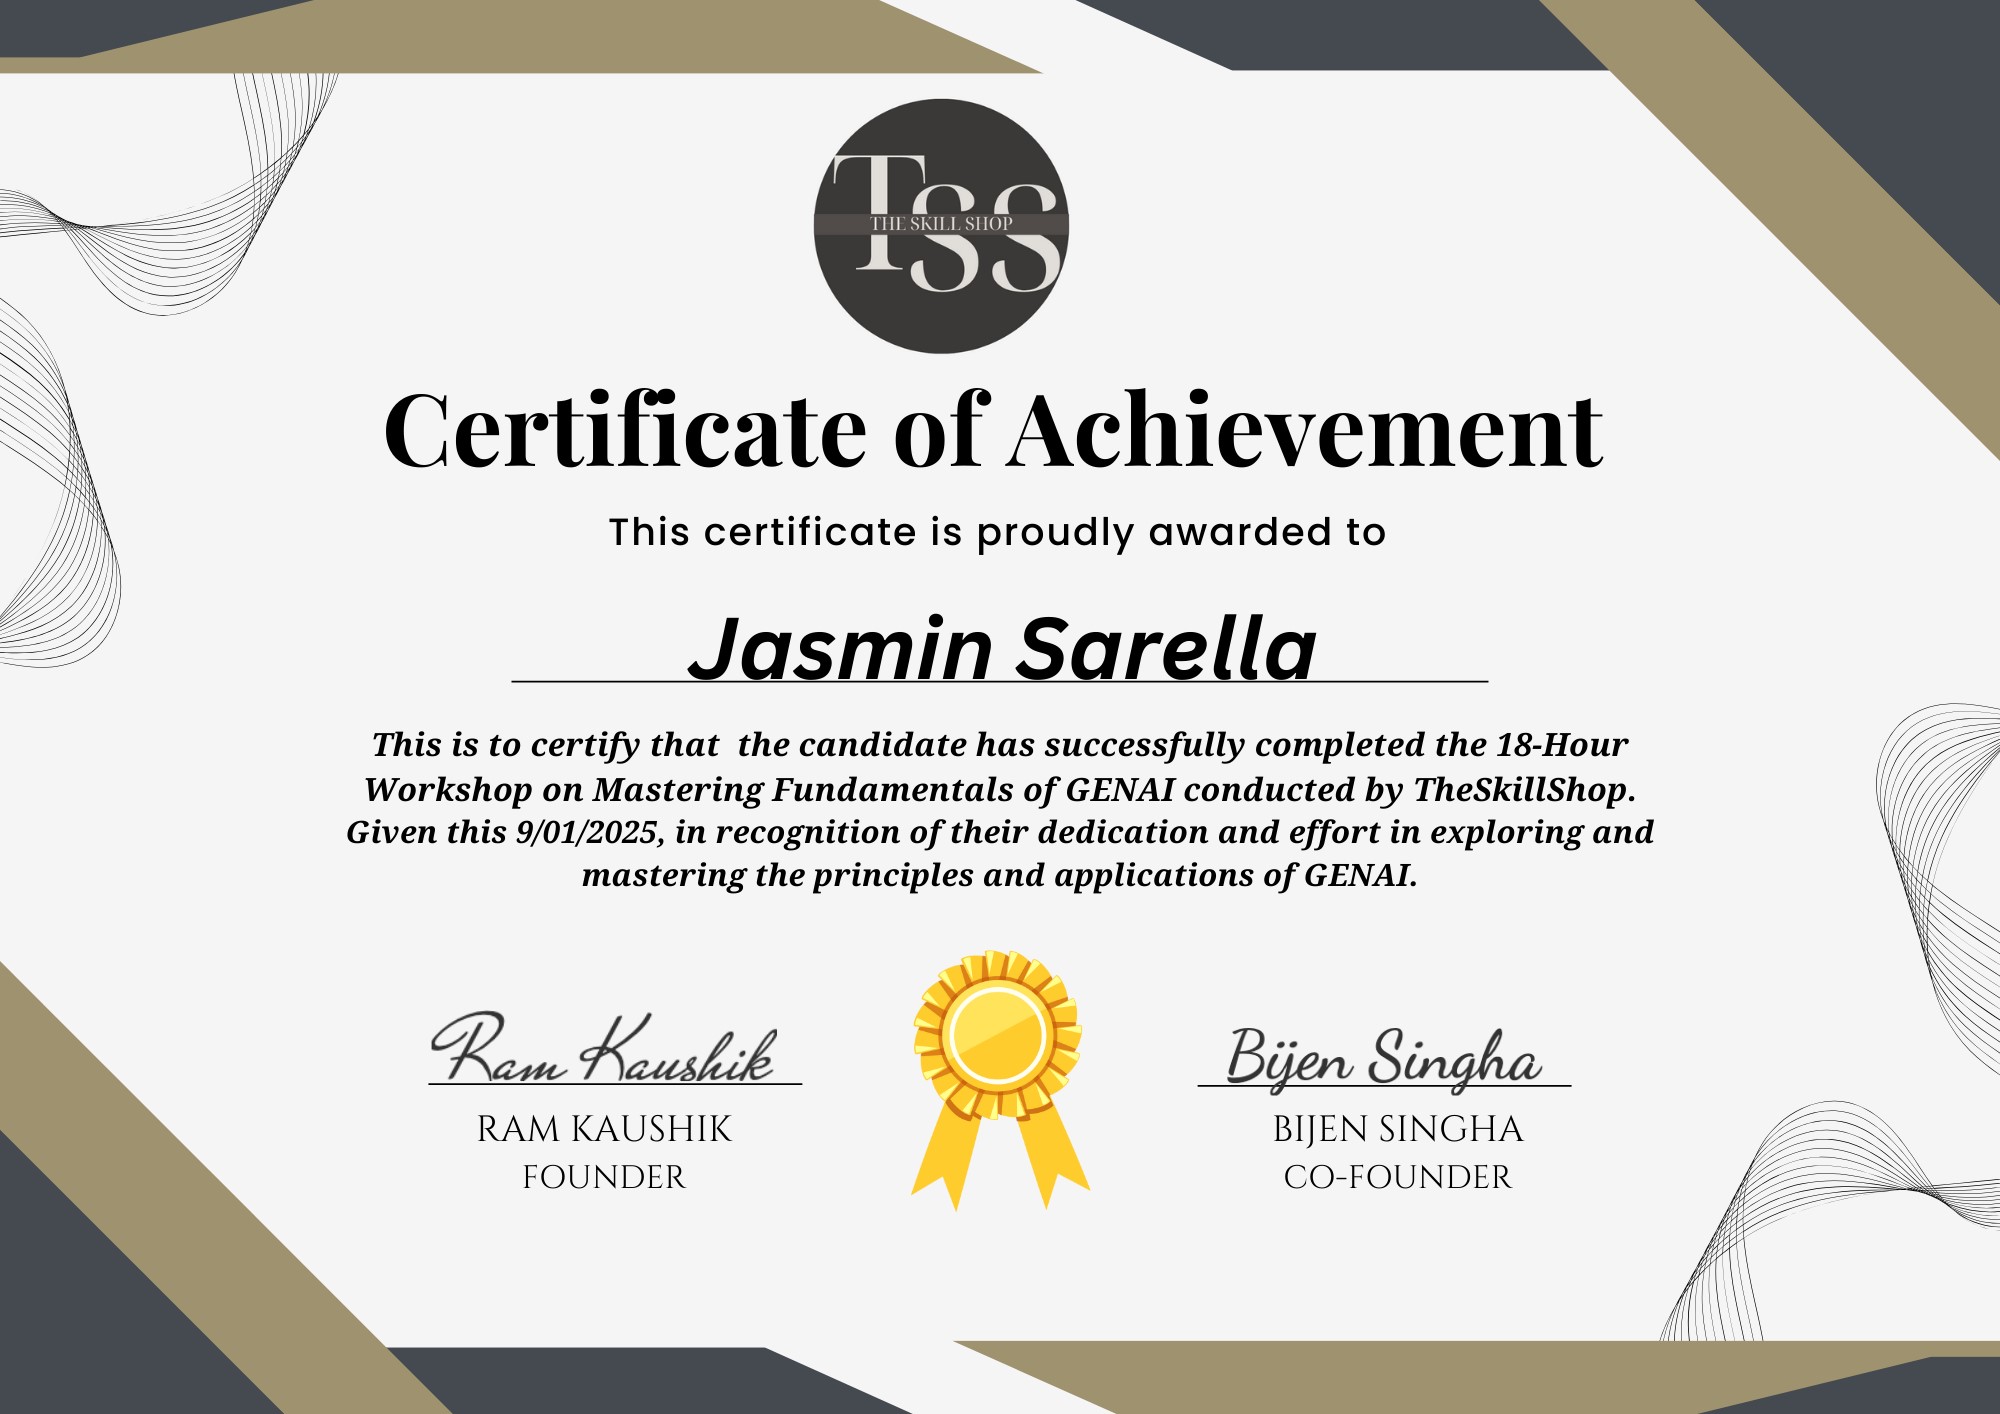 TSS
THE SKILL SHOP
Certificate of Achievement
This certificate is proudly awarded to
Jasmin Sarella
This is to certify that  the candidate has successfully completed the 18-Hour
Workshop on Mastering Fundamentals of GENAI conducted by TheSkillShop.
Given this 9/01/2025, in recognition of their dedication and effort in exploring and
mastering the principles and applications of GENAI.
Ram Kaushik
RAM KAUSHIK
FOUNDER
Bijen Singha
BIJEN SINGHA
CO-FOUNDER